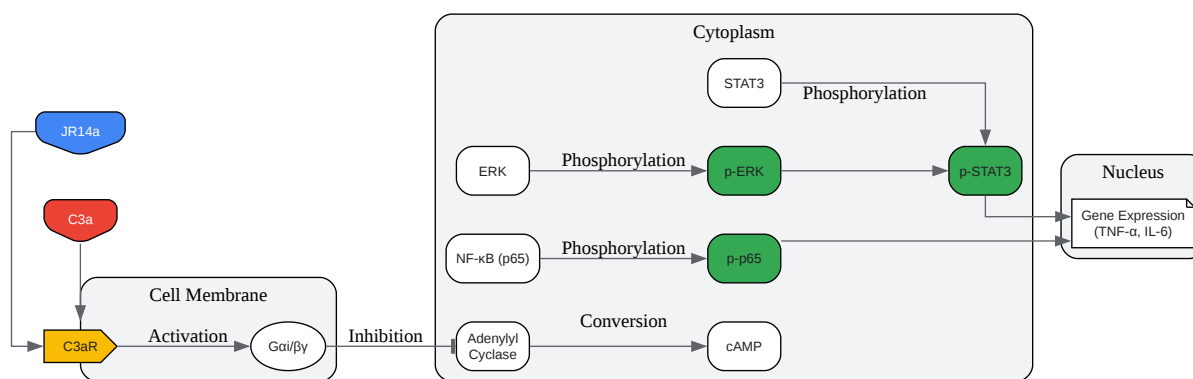 Cytoplasm
STAT3
Phosphorylation
JR14a
ERK
Phosphorylation
p-ERK
p-STAT3
Nucleus
Gene Expression
(TNF-α, IL-6)
C3a
NF-κB (p65)
Phosphorylation
p-p65
Cell Membrane
C3aR
Activation
Gαi/βγ
Inhibition
Adenylyl
Cyclase
Conversion
cAMP